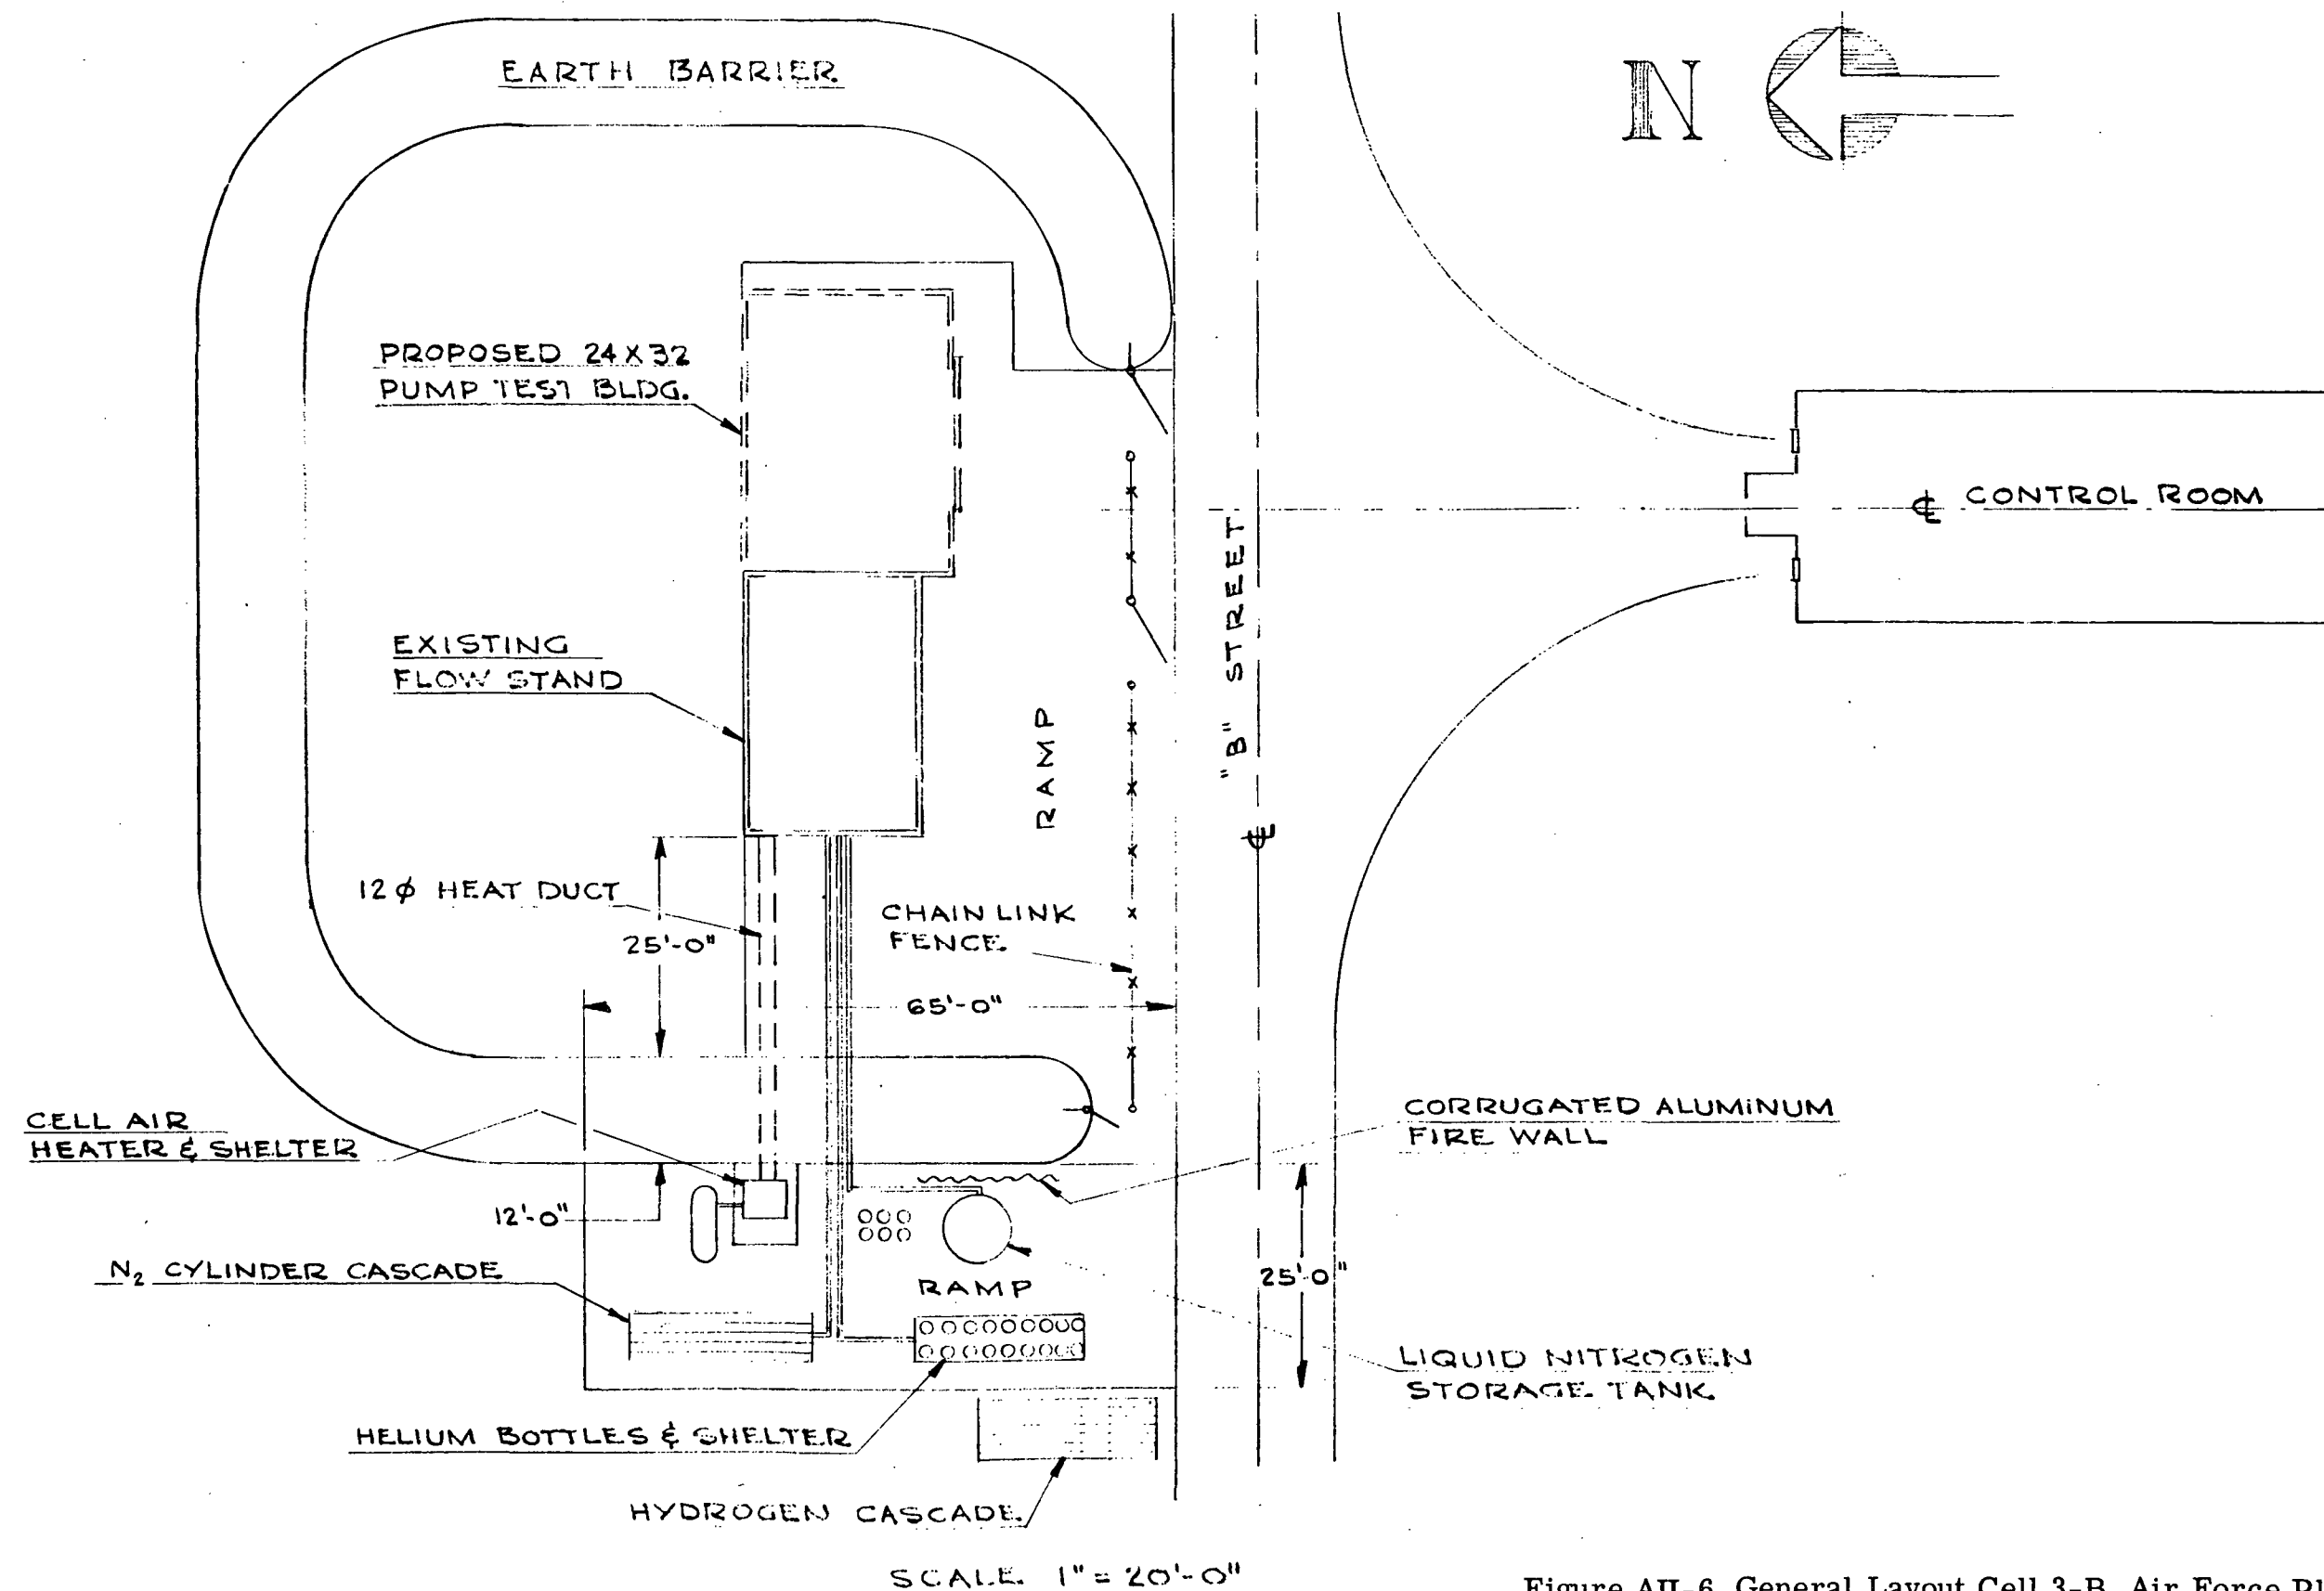 EARTH BARRIER
N
PROPOSED 24 X 32
PUMP TEST BLDG.
CONTROL ROOM
"B" STREET
EXISTING
FLOW STAND
RAMP
12 ϕ HEAT DUCT
25'-0"
CHAIN LINK
FENCE
65'-0"
CELL AIR
HEATER & SHELTER
CORRUGATED ALUMINUM
FIRE WALL
12'-0"
N₂ CYLINDER CASCADE
RAMP
25'-0"
LIQUID NITROGEN
STORAGE TANK
HELIUM BOTTLES & SHELTER
HYDROGEN CASCADE
SCALE 1" = 20'-0"
Figure AII-6 General Layout Cell 3-B, Air Force